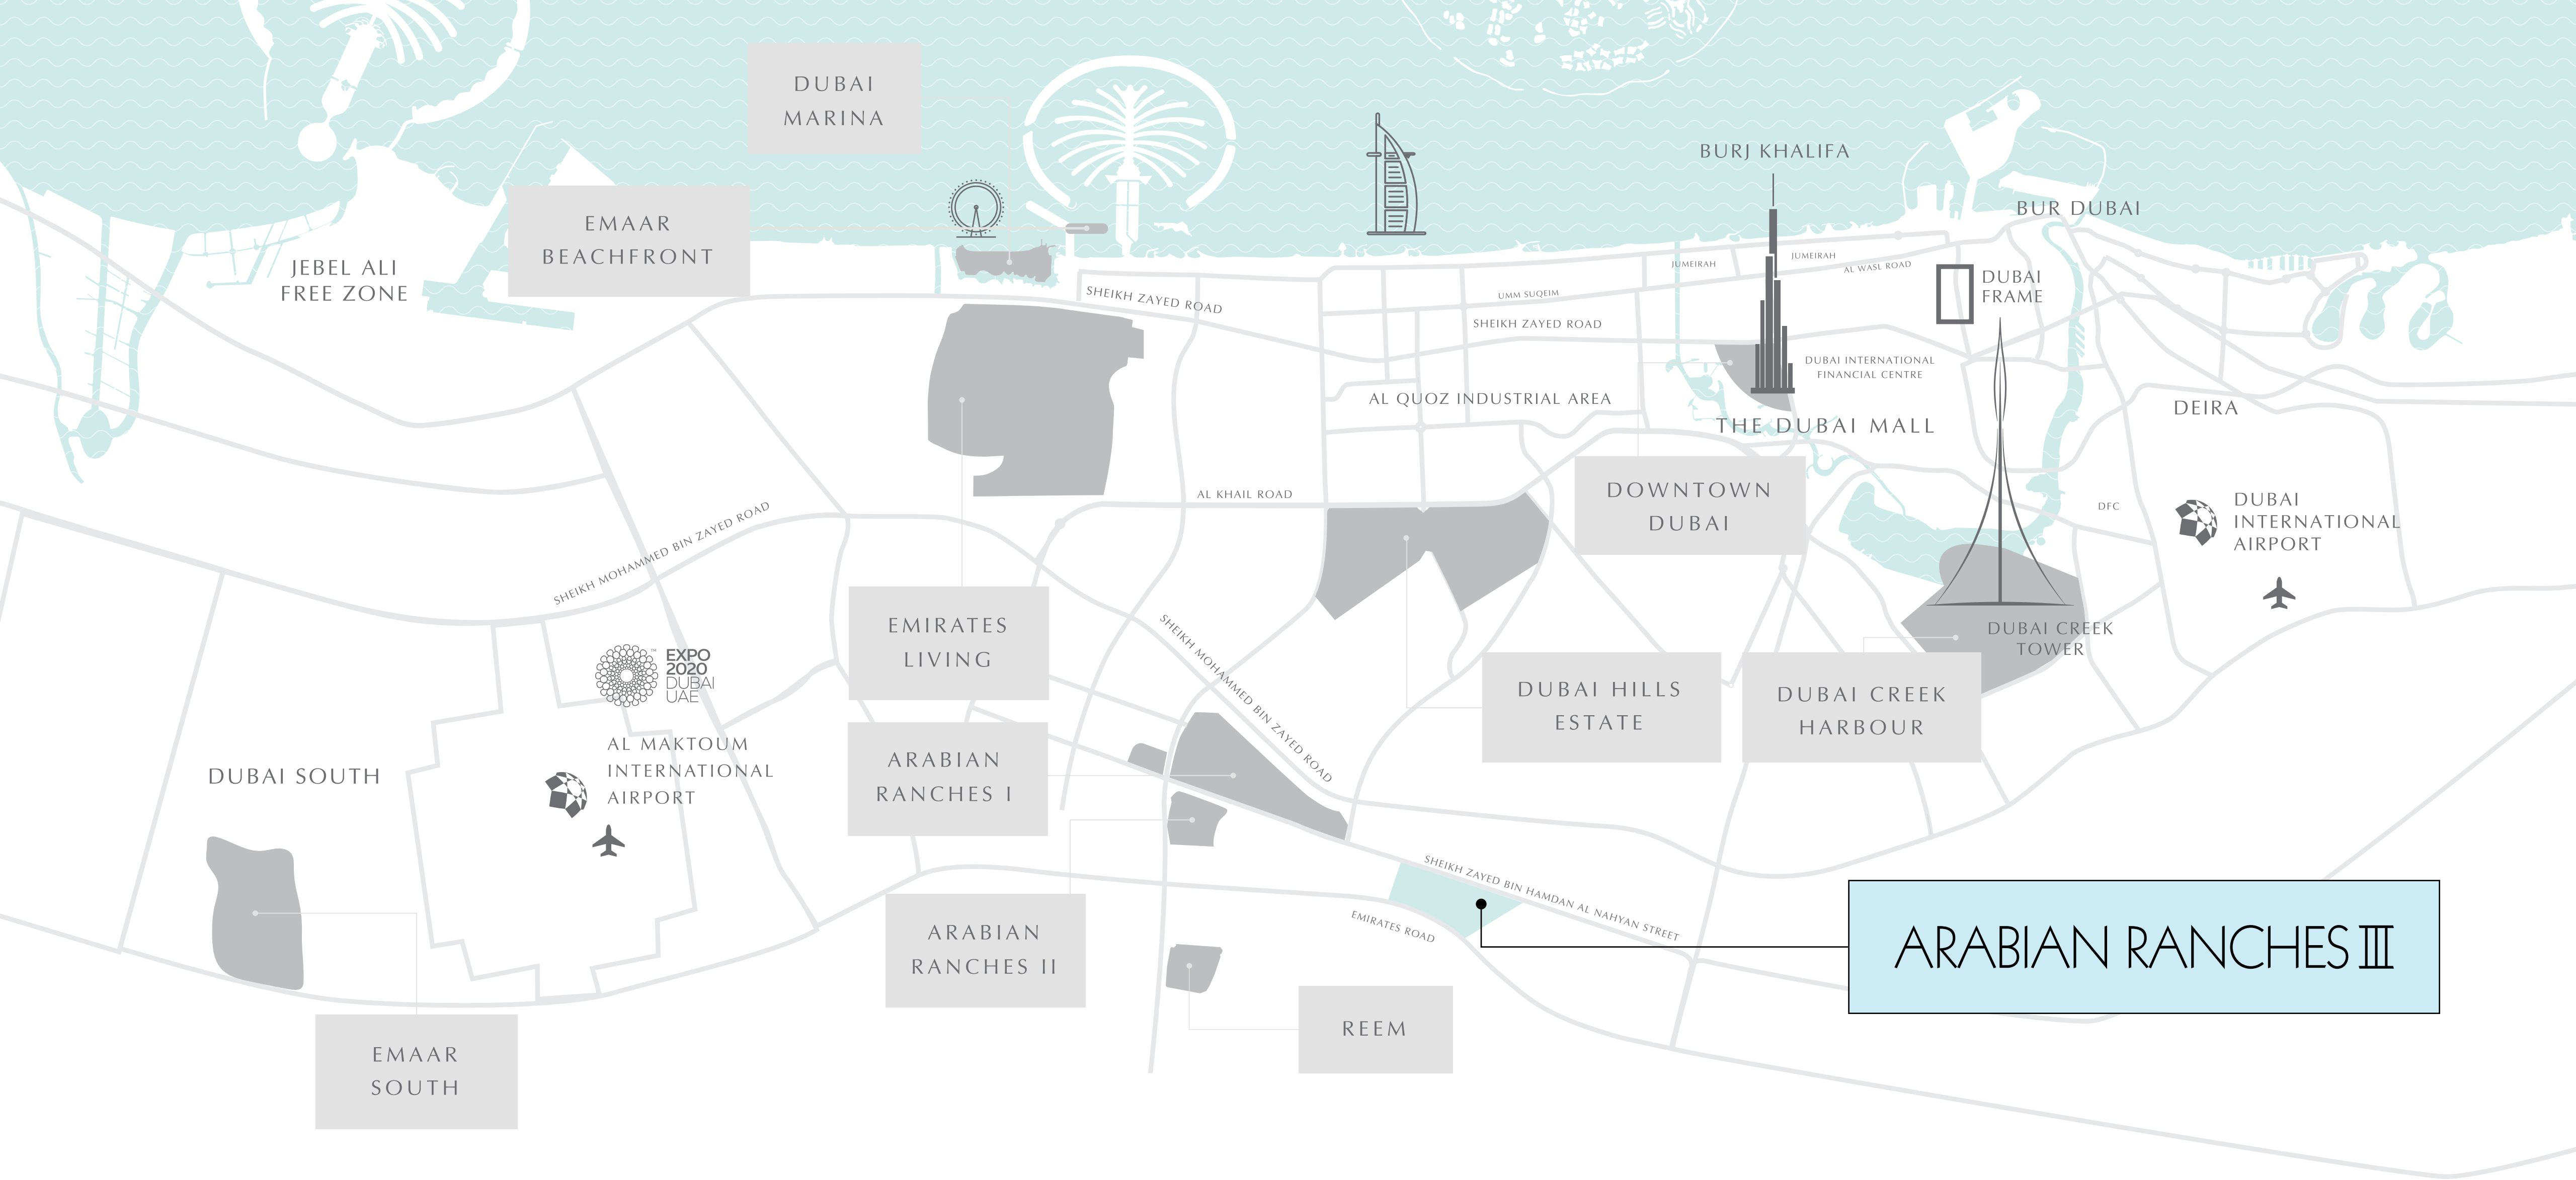 DUBAI
MARINA
BURJ KHALIFA
EMAAR
BEACHFRONT
BUR DUBAI
JEBEL ALI
FREE ZONE
JUMEIRAH
JUMEIRAH
AL WASL ROAD
DUBAI
FRAME
SHEIKH ZAYED ROAD
UMM SUQEIM
SHEIKH ZAYED ROAD
DUBAI INTERNATIONAL
FINANCIAL CENTRE
AL QUOZ INDUSTRIAL AREA
THE DUBAI MALL
DEIRA
AL KHAIL ROAD
DOWNTOWN
DUBAI
DFC
DUBAI
INTERNATIONAL
AIRPORT
SHEIKH MOHAMMED BIN ZAYED ROAD
EMIRATES
LIVING
SHEIKH MOHAMMED BIN ZAYED ROAD
DUBAI CREEK
TOWER
EXPO
2020
DUBAI
UAE
™
DUBAI HILLS
ESTATE
DUBAI CREEK
HARBOUR
AL MAKTOUM
INTERNATIONAL
AIRPORT
DUBAI SOUTH
ARABIAN
RANCHES I
SHEIKH ZAYED BIN HAMDAN AL NAHYAN STREET
EMIRATES ROAD
ARABIAN
RANCHES II
ARABIAN RANCHES III
REEM
EMAAR
SOUTH